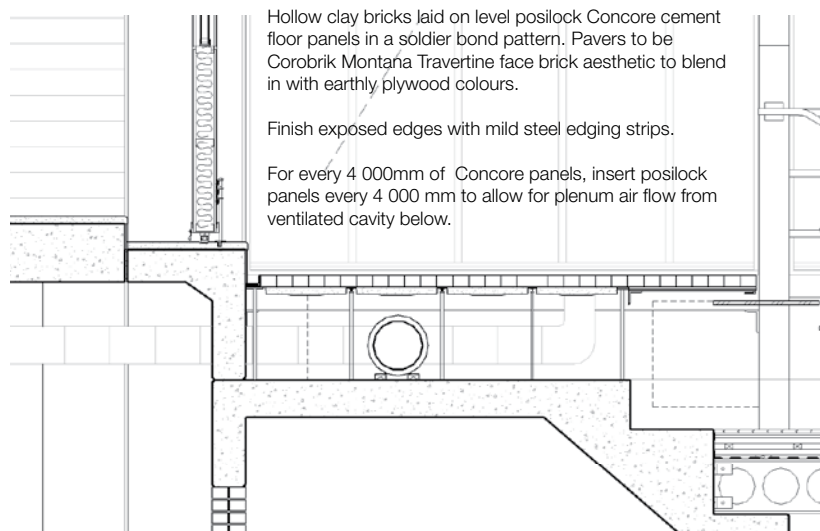 Hollow clay bricks laid on level posilock Concore cement
floor panels in a soldier bond pattern. Pavers to be
Corobrik Montana Travertine face brick aesthetic to blend
in with earthly plywood colours.
Finish exposed edges with mild steel edging strips.
For every 4 000mm of  Concore panels, insert posilock
panels every 4 000 mm to allow for plenum air flow from
ventilated cavity below.